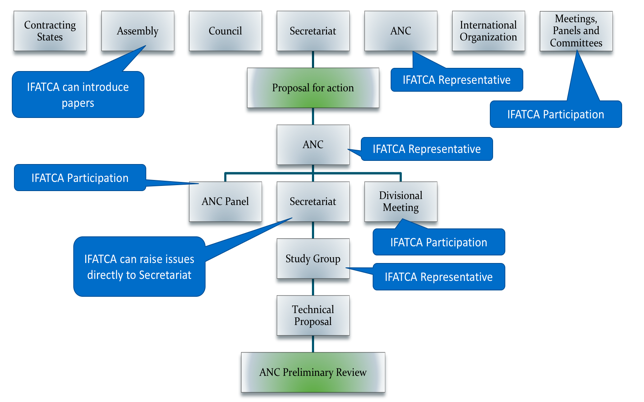 Contracting
States
Assembly
Council
Secretariat
ANC
International
Organization
Meetings,
Panels and
Committees
IFATCA can introduce
papers
IFATCA Representative
IFATCA Participation
Proposal for action
ANC
IFATCA Representative
IFATCA Participation
ANC Panel
Secretariat
Divisional
Meeting
IFATCA can raise issues
directly to Secretariat
IFATCA Participation
Study Group
IFATCA Representative
Technical
Proposal
ANC Preliminary Review